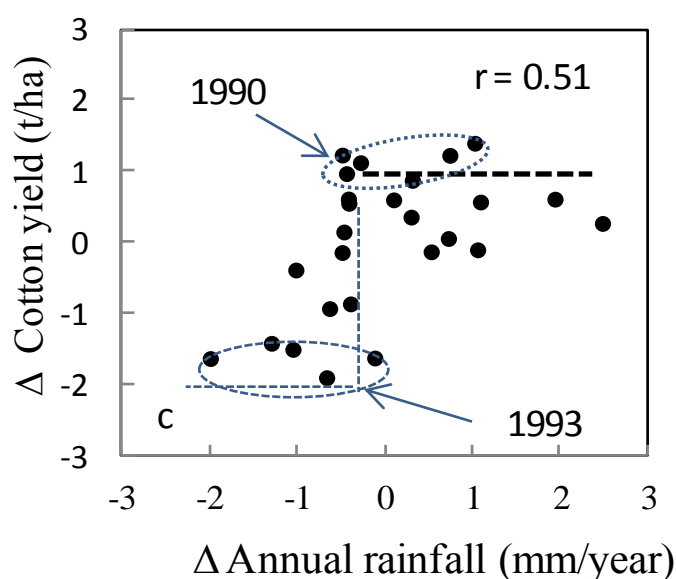 3
2
1
0
-1
-2
-3
Δ Cotton yield (t/ha)
1990
r = 0.51
c
1993
-3 -2 -1 0 1 2 3
Δ Annual rainfall (mm/year)